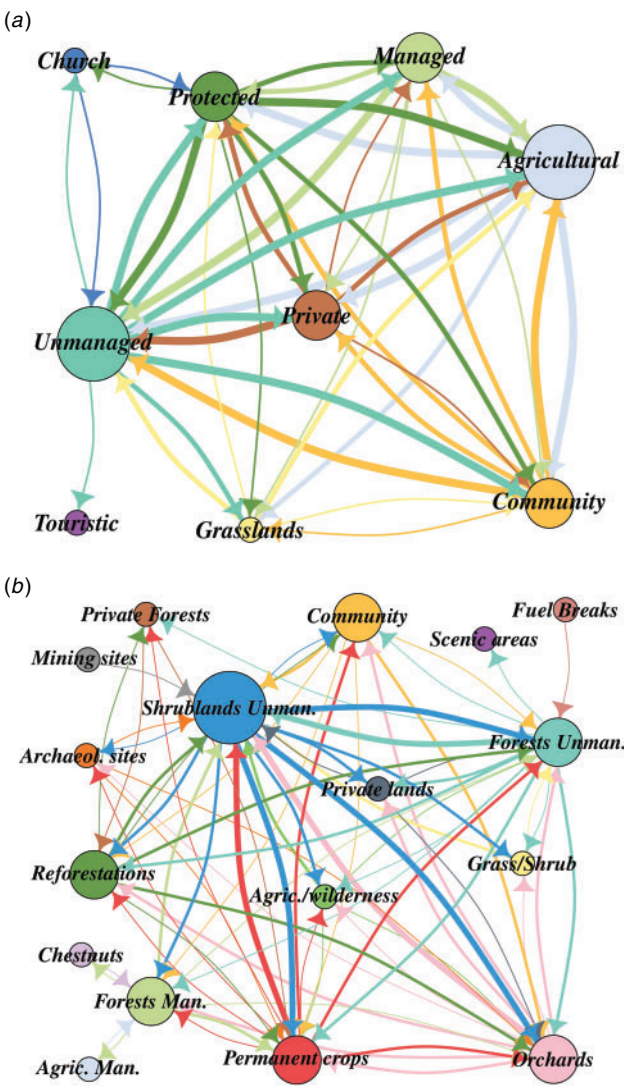 (a)
Church
Managed
Protected
Agricultural
Private
Unmanaged
Touristic
Grasslands
Community
(b)
Private Forests
Community
Fuel Breaks
Scenic areas
Mining sites
Shrublands Unman.
Forests Unman.
Archaeol. sites
Private lands
Grass/Shrub
Reforestations
Agric./wilderness
Chestnuts
Forests Man.
Agric. Man.
Permanent crops
Orchards